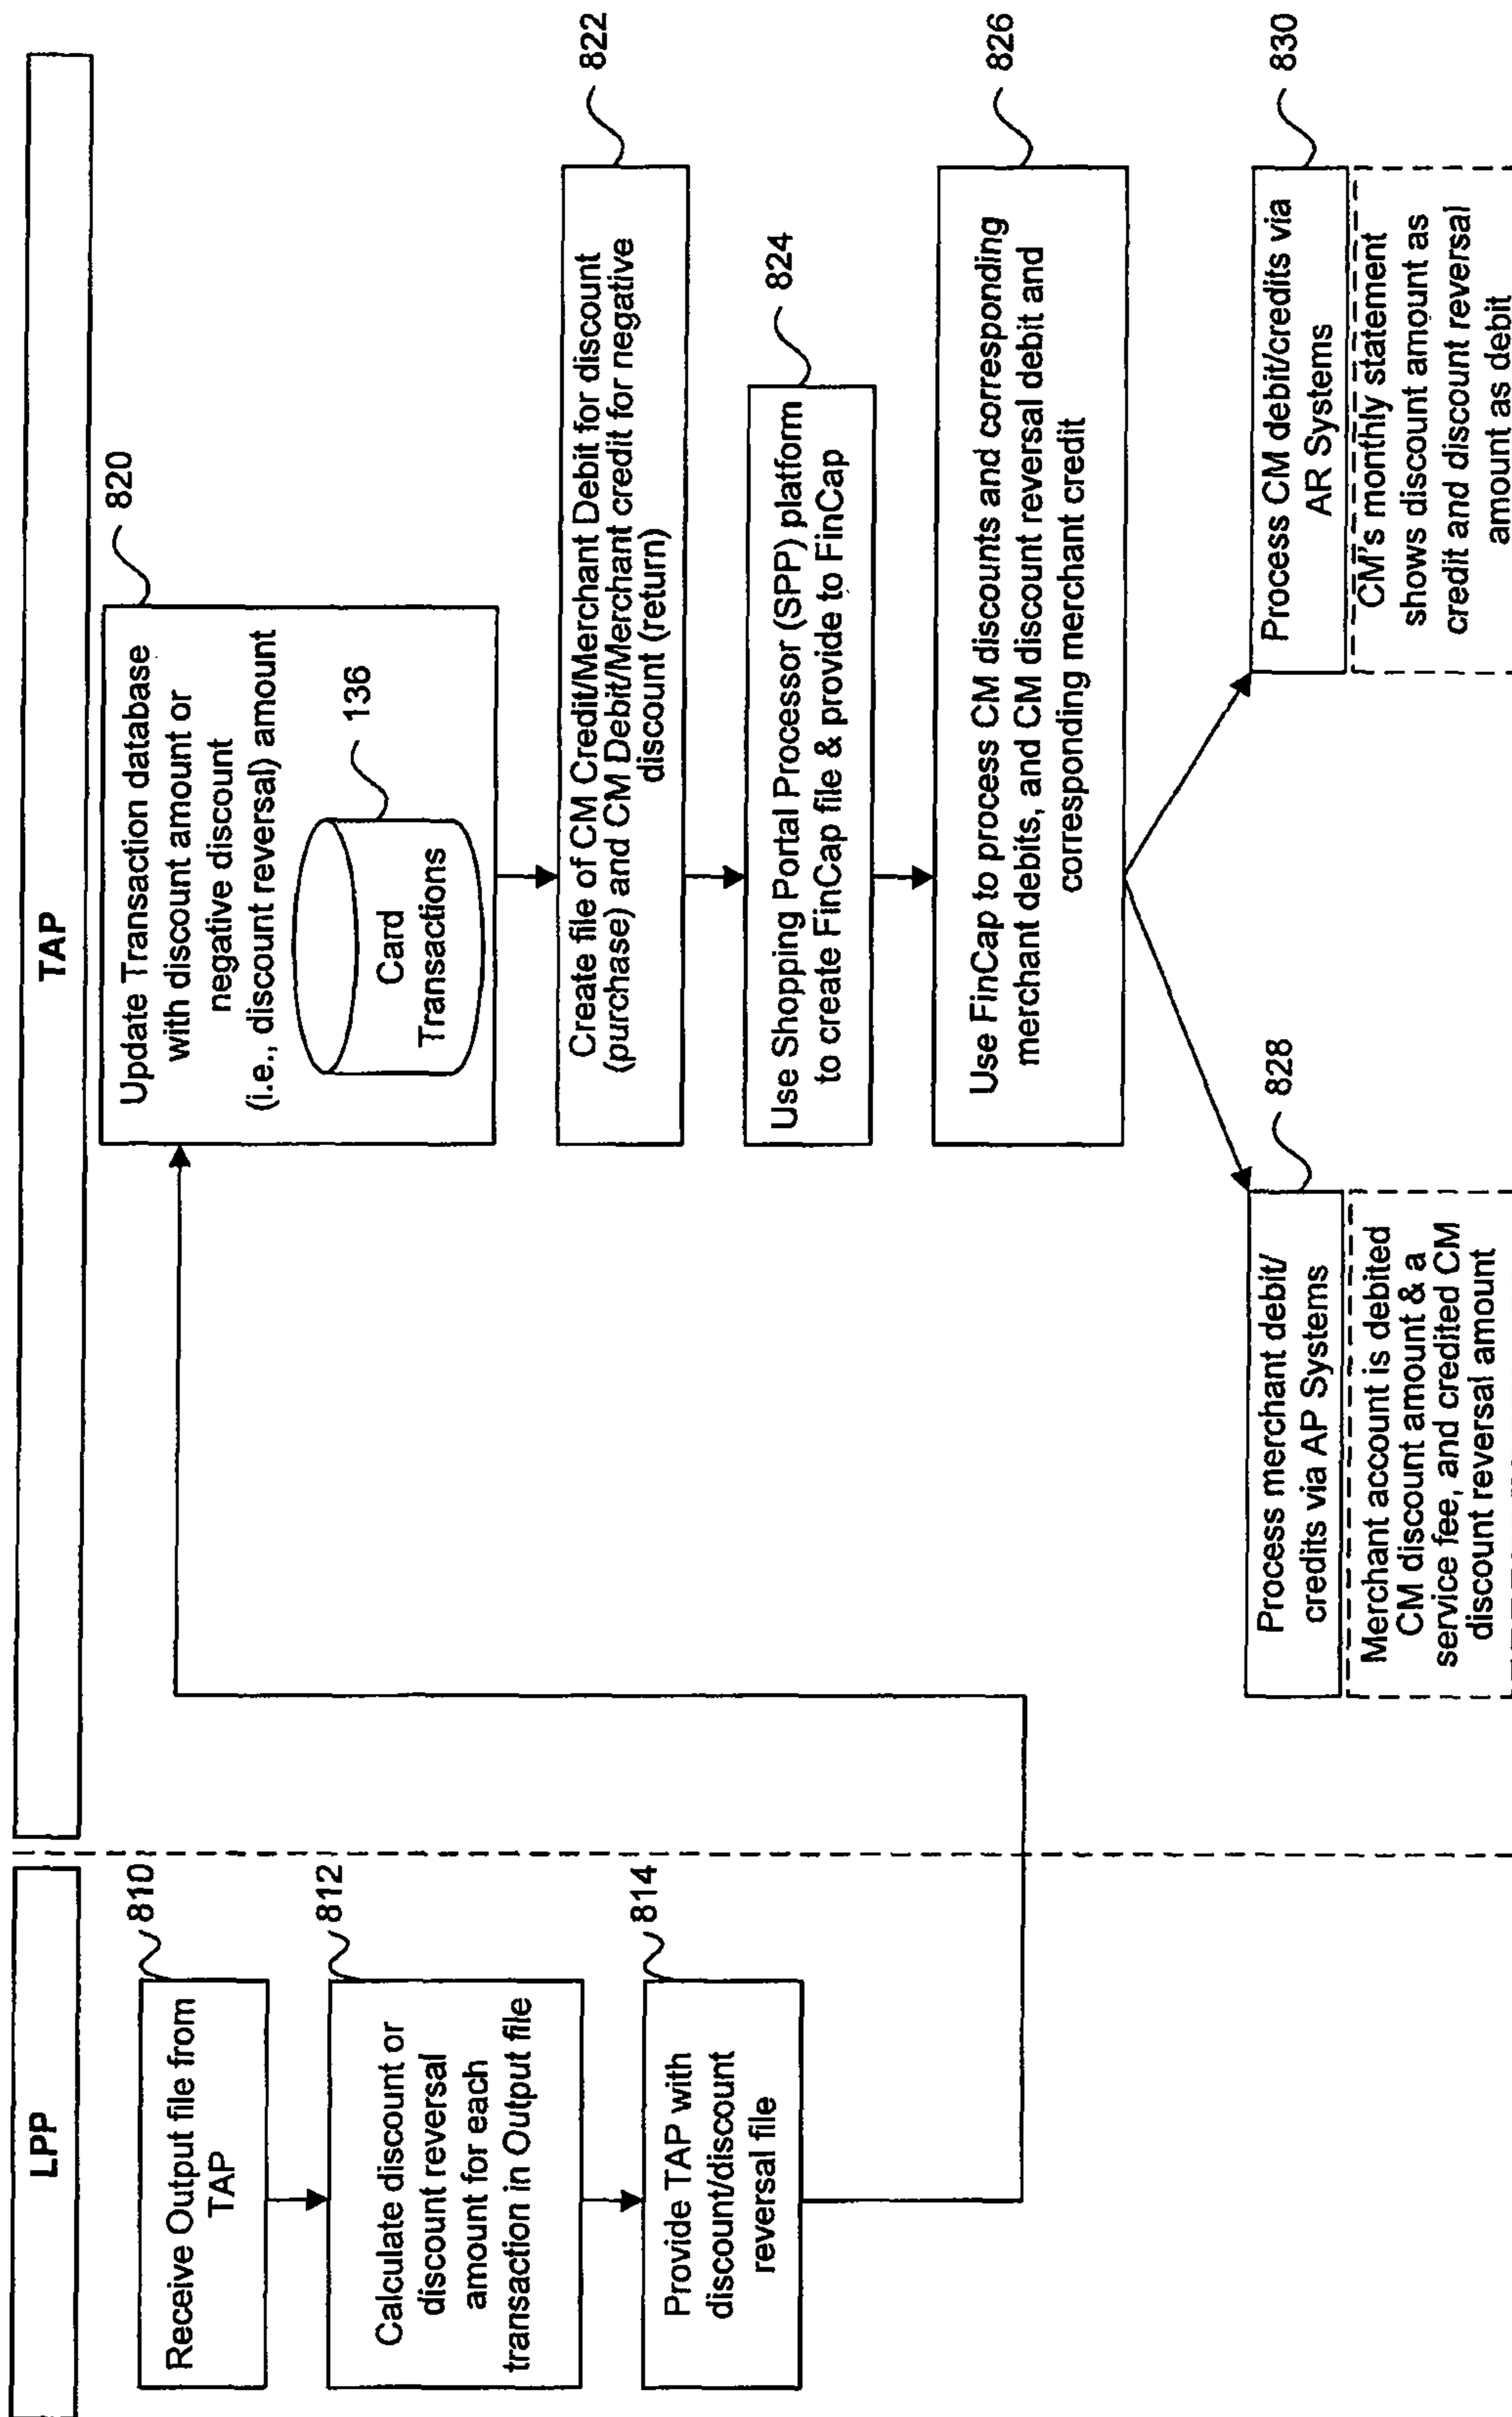 LPP
TAP
810
Receive Output file from
TAP
812
Calculate discount or
discount reversal
amount for each
transaction in Output file
814
Provide TAP with
discount/discount
reversal file
820
Update Transaction database
with discount amount or
negative discount
(i.e., discount reversal) amount
136
Card
Transactions
822
Create file of CM Credit/Merchant Debit for discount
(purchase) and CM Debit/Merchant credit for negative
discount (return)
824
Use Shopping Portal Processor (SPP) platform
to create FinCap file & provide to FinCap
826
Use FinCap to process CM discounts and corresponding
merchant debits, and CM discount reversal debit and
corresponding merchant credit
828
Process merchant debit/
credits via AP Systems
Merchant account is debited
CM discount amount & a
service fee, and credited CM
discount reversal amount
830
Process CM debit/credits via
AR Systems
CM's monthly statement
shows discount amount as
credit and discount reversal
amount as debit